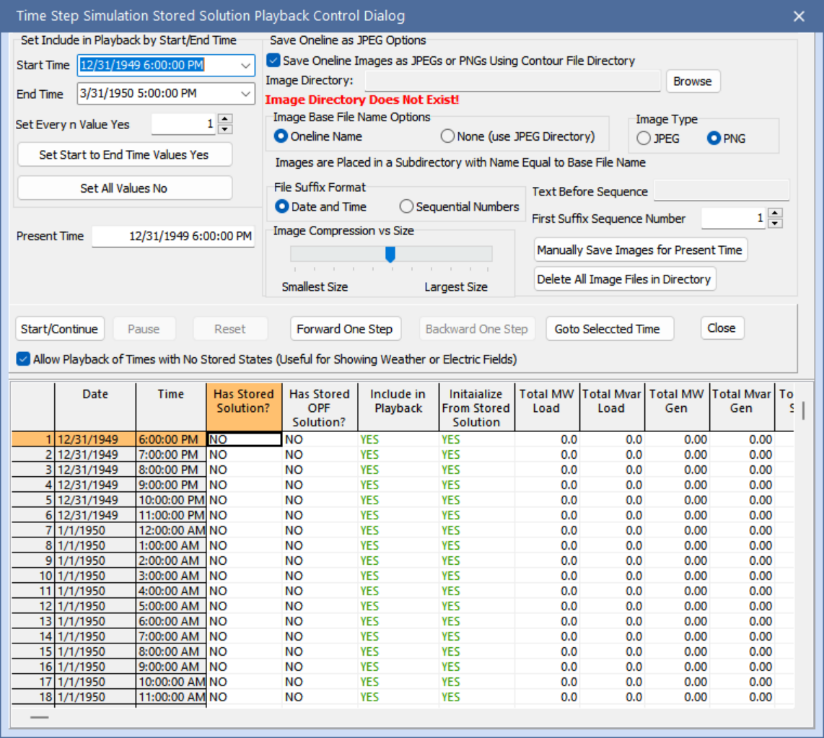 Time Step Simulation Stored Solution Playback Control Dialog
Set Include in Playback by Start/End Time
Start Time 12/31/1949 6:00:00 PM
End Time 3/31/1950 5:00:00 PM
Set Every n Value Yes 1
Set Start to End Time Values Yes
Set All Values No
Present Time 12/31/1949 6:00:00 PM
Save Oneline as JPEG Options
Save Oneline Images as JPEGs or PNGs Using Contour File Directory
Image Directory: Browse
Image Directory Does Not Exist!
Image Base File Name Options
Oneline Name None (use JPEG Directory)
Image Type
JPEG PNG
Images are Placed in a Subdirectory with Name Equal to Base File Name
File Suffix Format
Date and Time Sequential Numbers
Text Before Sequence
First Suffix Sequence Number 1
Image Compression vs Size
Smallest Size Largest Size
Manually Save Images for Present Time
Delete All Image Files in Directory
Start/Continue Pause Reset Forward One Step Backward One Step Goto Seleccted Time Close
Allow Playback of Times with No Stored States (Useful for Showing Weather or Electric Fields)
Date Time Has Stored Solution? Has Stored OPF Solution? Include in Playback Initaialize From Stored Solution Total MW Load Total Mvar Load Total MW Gen Total Mvar Gen To S
1 12/31/1949 6:00:00 PM NO NO YES YES 0.0 0.0 0.00 0.00
2 12/31/1949 7:00:00 PM NO NO YES YES 0.0 0.0 0.00 0.00
3 12/31/1949 8:00:00 PM NO NO YES YES 0.0 0.0 0.00 0.00
4 12/31/1949 9:00:00 PM NO NO YES YES 0.0 0.0 0.00 0.00
5 12/31/1949 10:00:00 PM NO NO YES YES 0.0 0.0 0.00 0.00
6 12/31/1949 11:00:00 PM NO NO YES YES 0.0 0.0 0.00 0.00
7 1/1/1950 12:00:00 AM NO NO YES YES 0.0 0.0 0.00 0.00
8 1/1/1950 1:00:00 AM NO NO YES YES 0.0 0.0 0.00 0.00
9 1/1/1950 2:00:00 AM NO NO YES YES 0.0 0.0 0.00 0.00
10 1/1/1950 3:00:00 AM NO NO YES YES 0.0 0.0 0.00 0.00
11 1/1/1950 4:00:00 AM NO NO YES YES 0.0 0.0 0.00 0.00
12 1/1/1950 5:00:00 AM NO NO YES YES 0.0 0.0 0.00 0.00
13 1/1/1950 6:00:00 AM NO NO YES YES 0.0 0.0 0.00 0.00
14 1/1/1950 7:00:00 AM NO NO YES YES 0.0 0.0 0.00 0.00
15 1/1/1950 8:00:00 AM NO NO YES YES 0.0 0.0 0.00 0.00
16 1/1/1950 9:00:00 AM NO NO YES YES 0.0 0.0 0.00 0.00
17 1/1/1950 10:00:00 AM NO NO YES YES 0.0 0.0 0.00 0.00
18 1/1/1950 11:00:00 AM NO NO YES YES 0.0 0.0 0.00 0.00